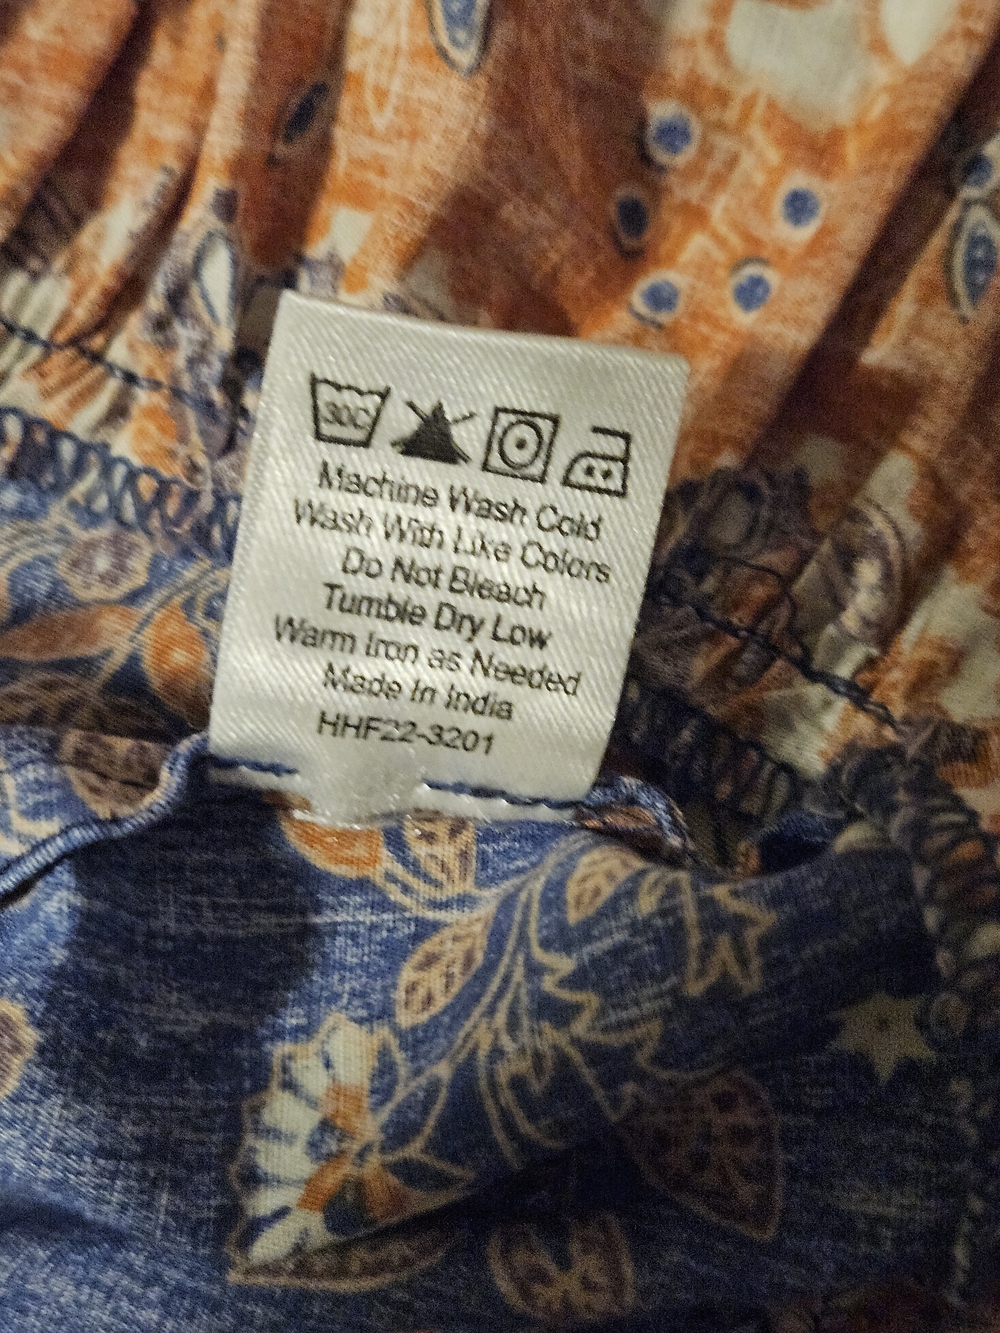 30C
Machine Wash Cold
Wash With Like Colors
Do Not Bleach
Tumble Dry Low
Warm Iron as Needed
Made In India
HHF22-3201